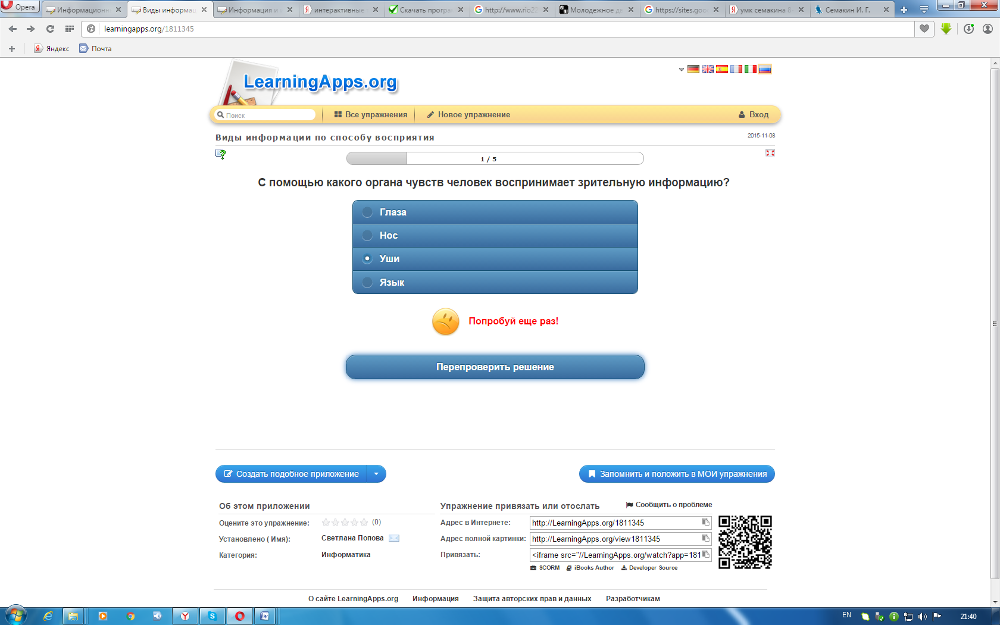 Opera
Информационн
Виды информац
Информация и и
интерактивные п
Скачать програм
http://www.rio22
Молодежное дв
https://sites.goo
умк семакина 8
Семакин И. Г.
learningapps.org/1811345
Яндекс
Почта
LearningApps.org
Поиск
Все упражнения
Новое упражнение
Вход
Виды информации по способу восприятия
2015-11-08
1 / 5
С помощью какого органа чувств человек воспринимает зрительную информацию?
Глаза
Нос
Уши
Язык
Попробуй еще раз!
Перепроверить решение
Создать подобное приложение
Запомнить и положить в МОИ упражнения
Об этом приложении
Оцените это упражнение: (0)
Установлено ( Имя): Светлана Попова
Категория: Информатика
Упражнение привязать или отослать
Сообщить о проблеме
Адрес в Интернете: http://LearningApps.org/1811345
Адрес полной картинки: http://LearningApps.org/view1811345
Привязать: <iframe src="//LearningApps.org/watch?app=181
SCORM iBooks Author Developer Source
О сайте LearningApps.org Информация Защита авторских прав и данных Разработчикам
EN
21:40